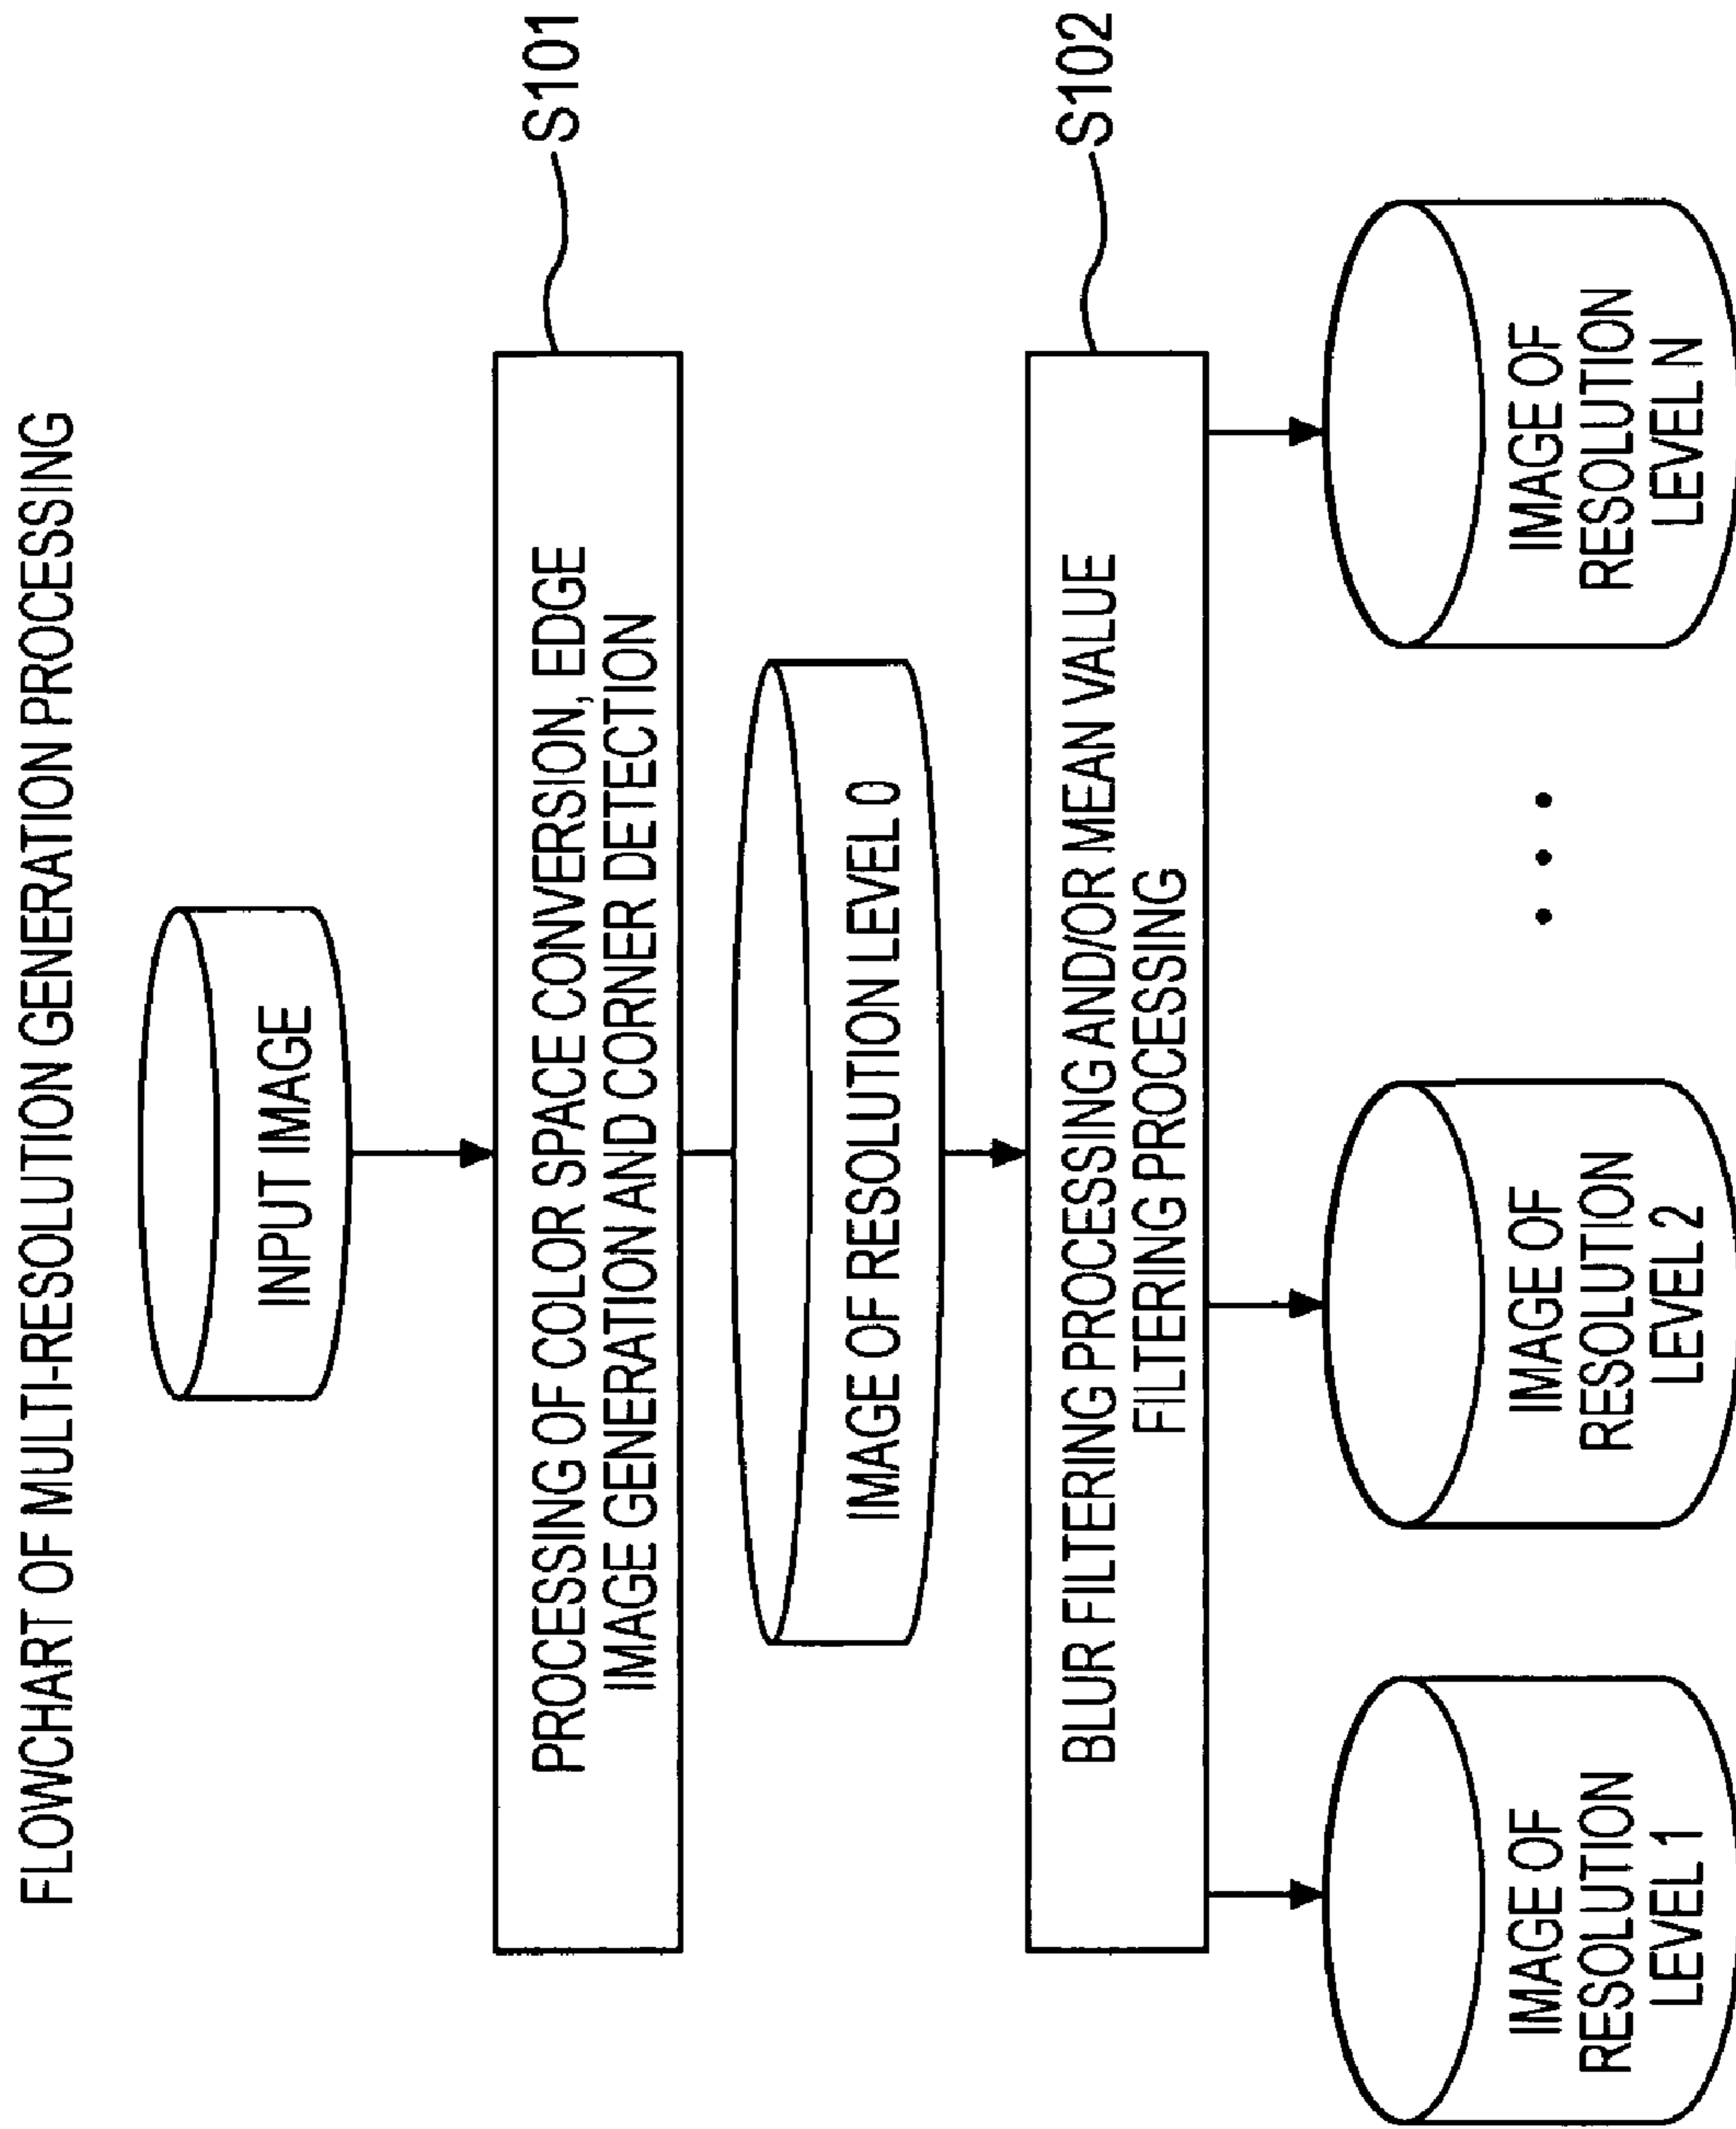 FLOWCHART OF MULTI-RESOLUTION GENERATION PROCESSING
INPUT IMAGE
S101
PROCESSING OF COLOR SPACE CONVERSION, EDGE
IMAGE GENERATION AND CORNER DETECTION
IMAGE OF RESOLUTION LEVEL 0
S102
BLUR FILTERING PROCESSING AND/OR MEAN VALUE
FILTERING PROCESSING
IMAGE OF
RESOLUTION
LEVEL 1
IMAGE OF
RESOLUTION
LEVEL 2
• • •
IMAGE OF
RESOLUTION
LEVEL N